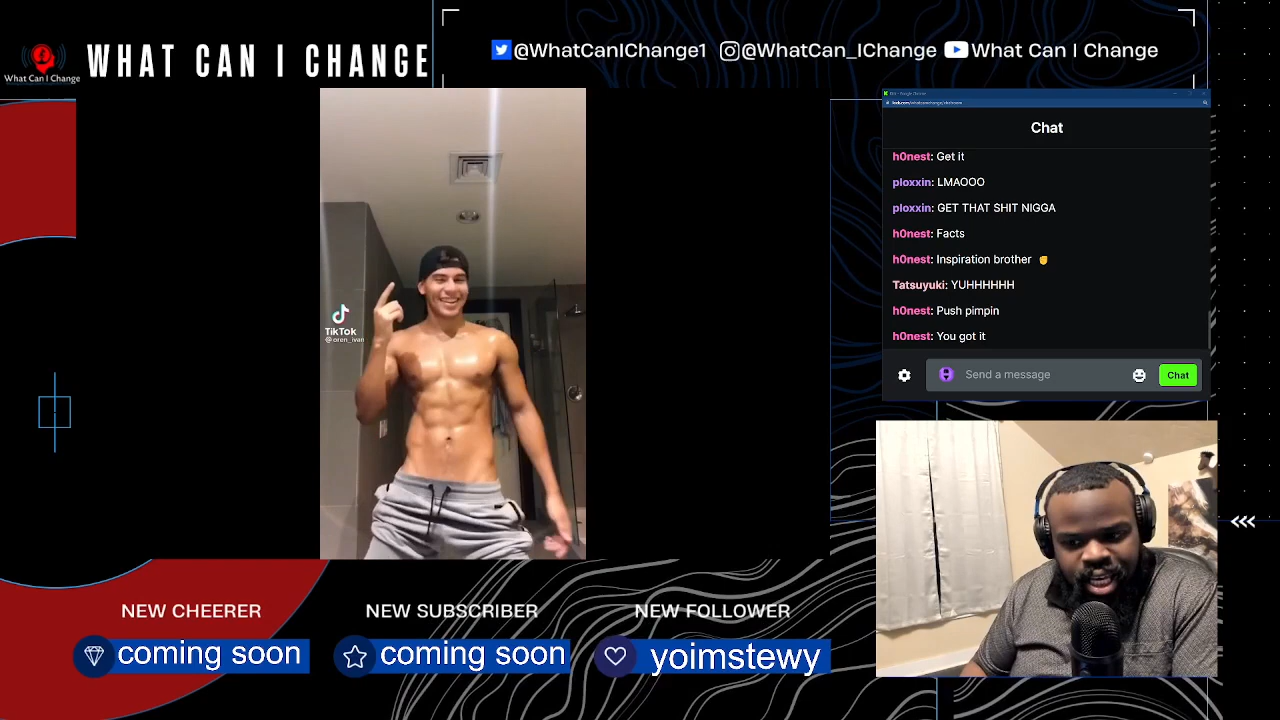 What Can I Change
WHAT CAN I CHANGE
@WhatCanIChange1 @WhatCan_IChange What Can I Change
TikTok
@oren_ivan
Chat
h0nest: Get it
ploxxin: LMAOOO
ploxxin: GET THAT SHIT NIGGA
h0nest: Facts
h0nest: Inspiration brother ✊
Tatsuyuki: YUHHHHHH
h0nest: Push pimpin
h0nest: You got it
Send a message
Chat
NEW CHEERER
NEW SUBSCRIBER
NEW FOLLOWER
coming soon
coming soon
yoimstewy